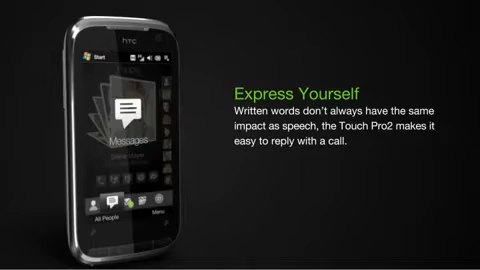 hTC
Start
Express Yourself
Written words don't always have the same
impact as speech, the Touch Pro2 makes it
easy to reply with a call.
Messages
All People
Menu